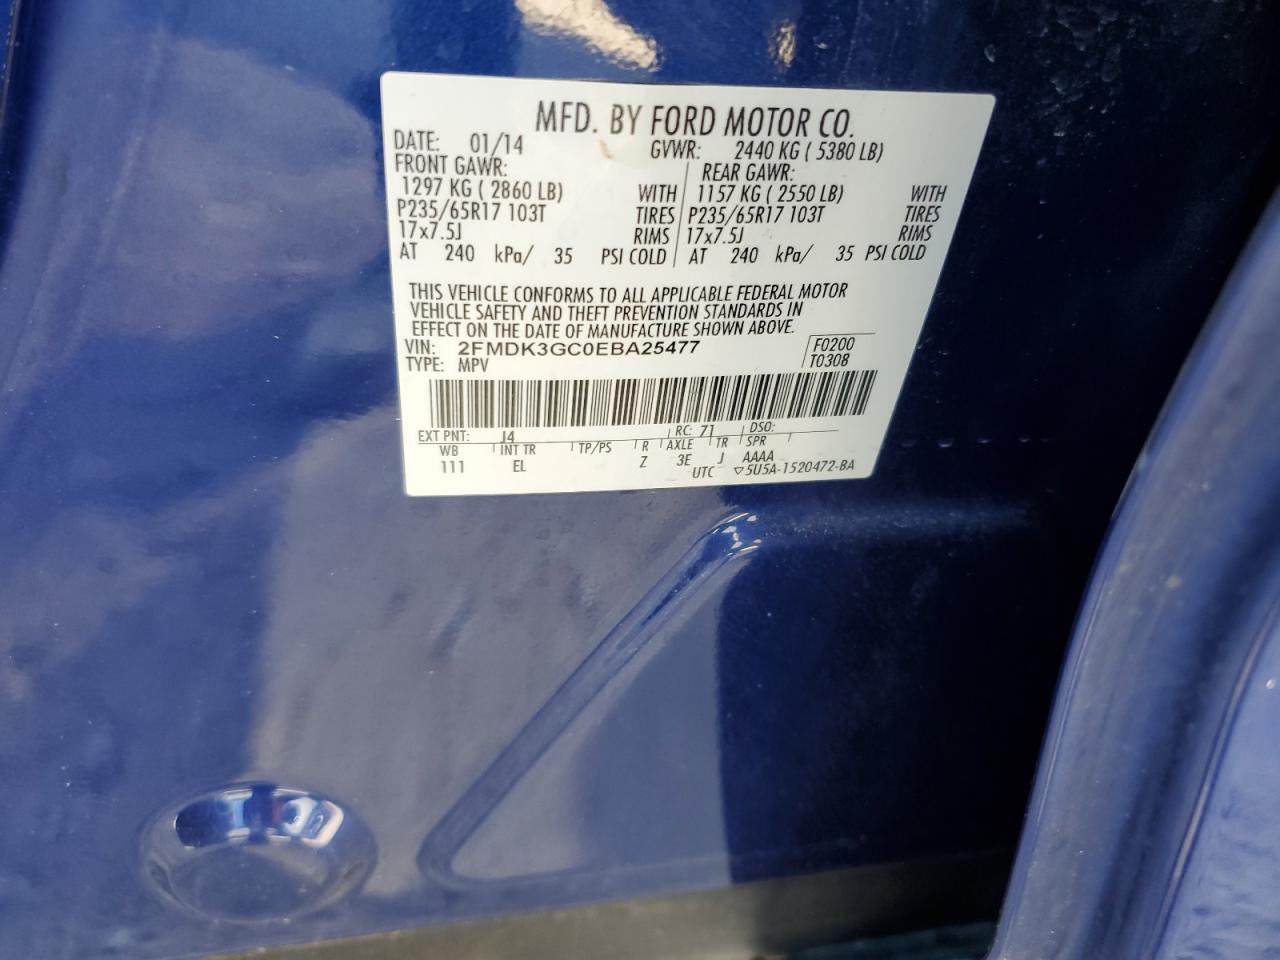 MFD. BY FORD MOTOR CO.
DATE: 01/14 GVWR: 2440 KG ( 5380 LB)
FRONT GAWR: REAR GAWR:
1297 KG ( 2860 LB) WITH 1157 KG ( 2550 LB) WITH
P235/65R17 103T TIRES P235/65R17 103T TIRES
17x7.5J RIMS 17x7.5J RIMS
AT 240 kPa/ 35 PSI COLD AT 240 kPa/ 35 PSI COLD
THIS VEHICLE CONFORMS TO ALL APPLICABLE FEDERAL MOTOR
VEHICLE SAFETY AND THEFT PREVENTION STANDARDS IN
EFFECT ON THE DATE OF MANUFACTURE SHOWN ABOVE.
VIN: 2FMDK3GC0EBA25477 F0200
TYPE: MPV T0308
EXT PNT: J4 RC: 71 DSO:
WB INT TR TP/PS R AXLE TR SPR
111 EL Z 3E J AAAA
UTC ▽5U5A-1520472-BA